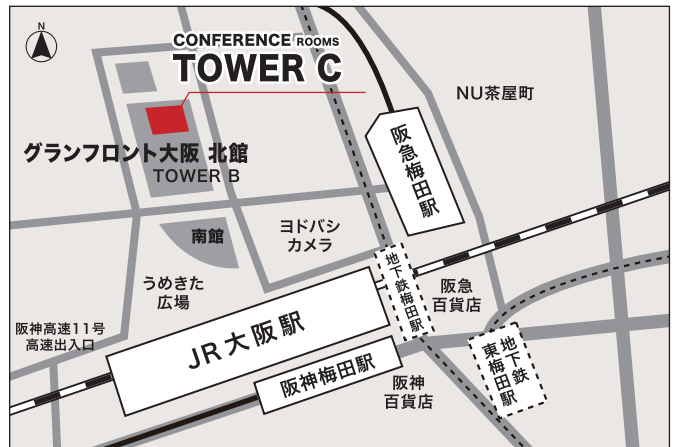 N
CONFERENCE ROOMS
TOWER C
NU茶屋町
阪急梅田駅
グランフロント大阪 北館
TOWER B
南館
ヨドバシ
カメラ
うめきた
広場
地下鉄梅田駅
阪急
百貨店
阪神高速11号
高速出入口
JR大阪駅
地下鉄
東梅田駅
阪神梅田駅
阪神
百貨店